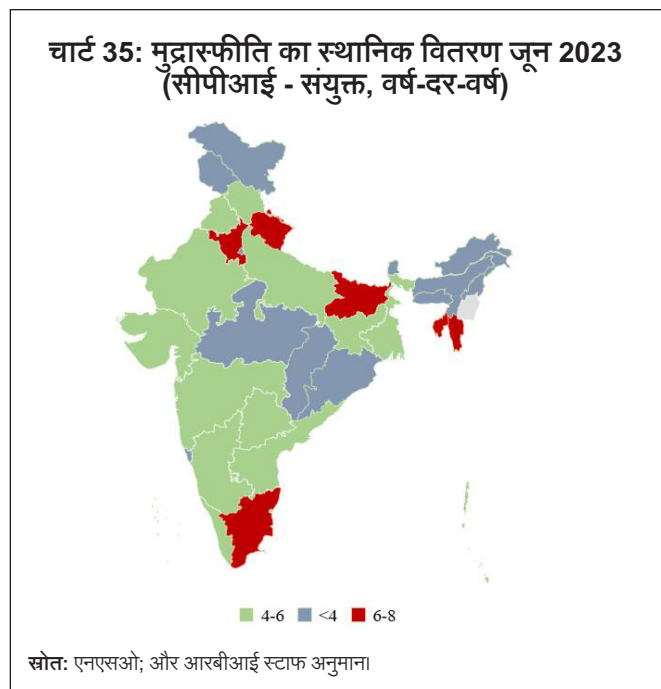 चार्ट 35: मुद्रास्फीति का स्थानिक वितरण जून 2023
(सीपीआई - संयुक्त, वर्ष-दर-वर्ष)
4-6 <4 6-8
स्रोत: एनएसओ; और आरबीआई स्टाफ अनुमान।